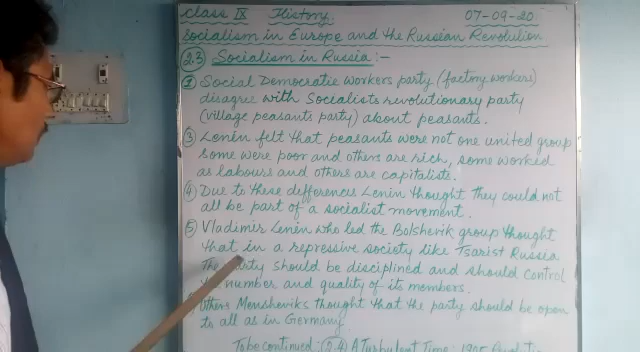 Class IX History 07-09-20
Socialism in Europe and the Russian Revolution
2.3 Socialism in Russia :-
1 Social Democratie Workers party (factory workers)
disagree with Socialists revolutionary party
(village peasants party) about peasants.
3 Lenin felt that peasants were not one united group
Some were poor and others are rich, some worked
as labours and others are capitalists.
4 Due to these differences Lenin thought they could not
all be part of a socialist movement.
5 Vladimir Lenin who led the Bolshevik group thought
that in a repressive society like Tsarist Russia
The party should be disciplined and should control
number and quality of its members.
Others Mensheviks thought that the party should be open
to all as in Germany
To be continued: 2.4 A Turbulent Time: 1905